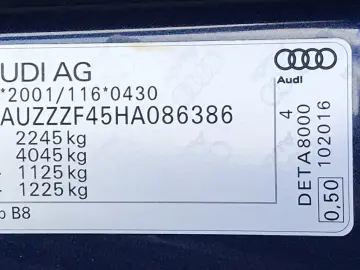 UDI AG
*2001/116*0430
AUZZZF45HA086386
2245 kg
4045 kg
- 1125 kg
- 1225 kg
B8
Audi
DETA8000 4
0,50 102016